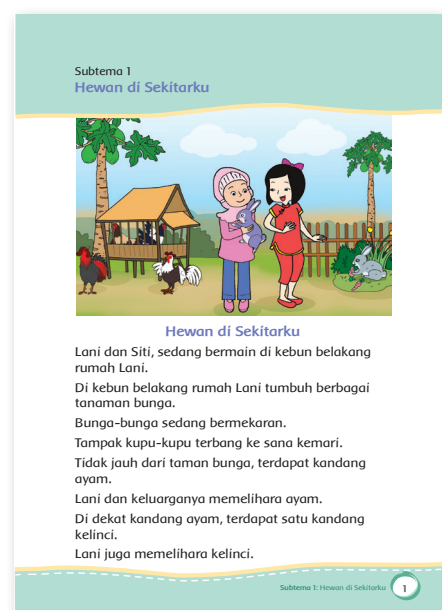 Subtema 1
Hewan di Sekitarku
Hewan di Sekitarku
Lani dan Siti, sedang bermain di kebun belakang
rumah Lani.
Di kebun belakang rumah Lani tumbuh berbagai
tanaman bunga.
Bunga-bunga sedang bermekaran.
Tampak kupu-kupu terbang ke sana kemari.
Tidak jauh dari taman bunga, terdapat kandang
ayam.
Lani dan keluarganya memelihara ayam.
Di dekat kandang ayam, terdapat satu kandang
kelinci.
Lani juga memelihara kelinci.
Subtema 1: Hewan di Sekitarku 1